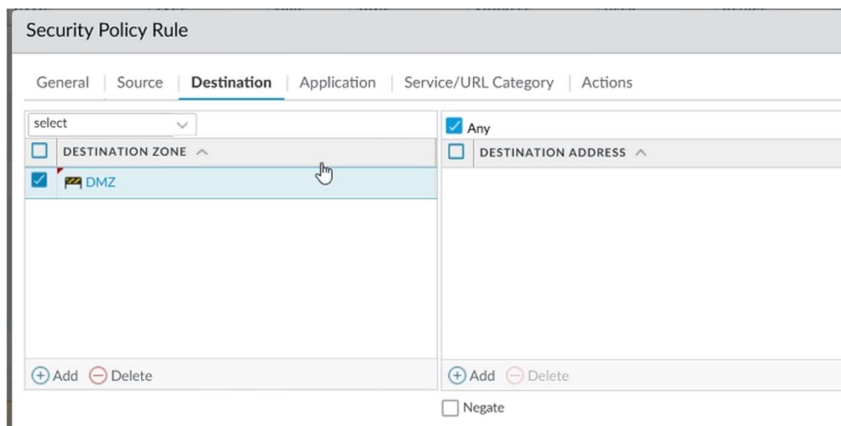 Security Policy Rule
General Source Destination Application Service/URL Category Actions
select
Any
DESTINATION ZONE
DESTINATION ADDRESS
DMZ
Add Delete
Add Delete
Negate